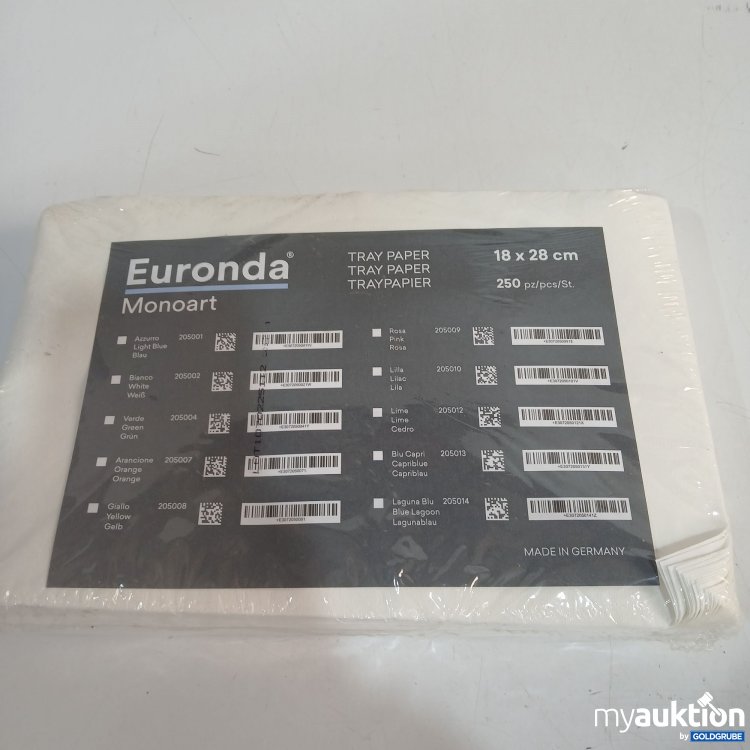 Euronda®
Monoart
TRAY PAPER
TRAY PAPER
TRAYPAPIER
18 x 28 cm
250 pz/pcs/St.
Azzurro 205001
Light Blue
Blau
Bianco 205002
White
Weiß
Verde 205004
Green
Grün
Arancione 205007
Orange
Orange
Giallo 205008
Yellow
Gelb
Rosa 205009
Pink
Rosa
Lilla 205010
Lilac
Lila
Lime 205012
Lime
Cedro
Blu Capri 205013
Capriblue
Capriblau
Laguna Blu 205014
Blue Lagoon
Lagunablau
MADE IN GERMANY
myauktion
by GOLDGRUBE